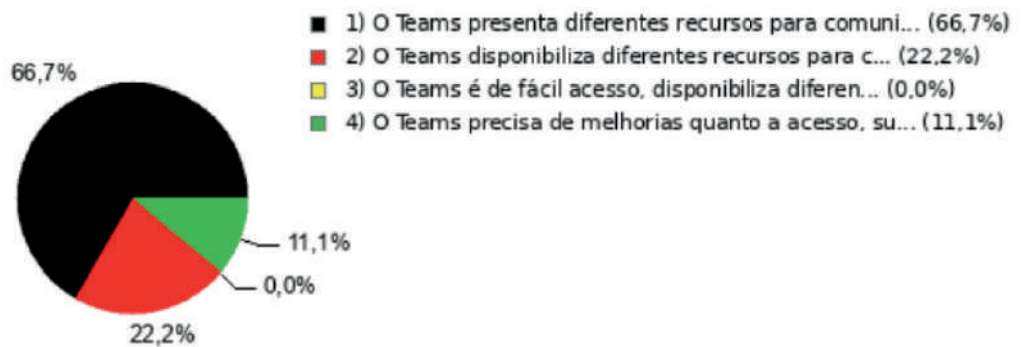 1) O Teams presenta diferentes recursos para comuni... (66,7%)
2) O Teams disponibiliza diferentes recursos para c... (22,2%)
3) O Teams é de fácil acesso, disponibiliza diferen... (0,0%)
4) O Teams precisa de melhorias quanto a acesso, su... (11,1%)
66,7%
11,1%
0,0%
22,2%